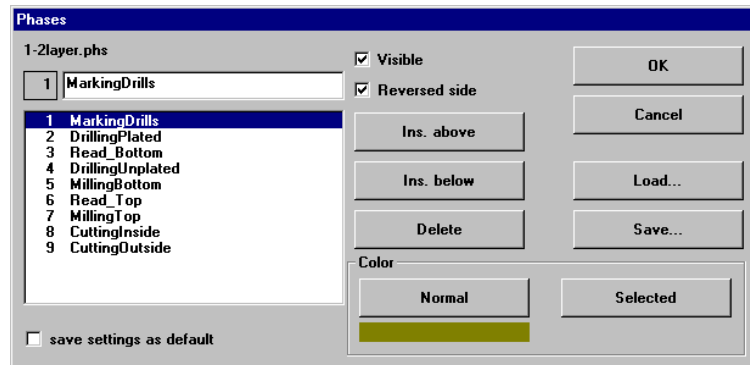 Phases
1-2layer.phs
1 MarkingDrills
1 MarkingDrills
2 DrillingPlated
3 Read_Bottom
4 DrillingUnplated
5 MillingBottom
6 Read_Top
7 MillingTop
8 CuttingInside
9 CuttingOutside
save settings as default
Visible
Reversed side
Ins. above
Ins. below
Delete
OK
Cancel
Load...
Save...
Color
Normal
Selected